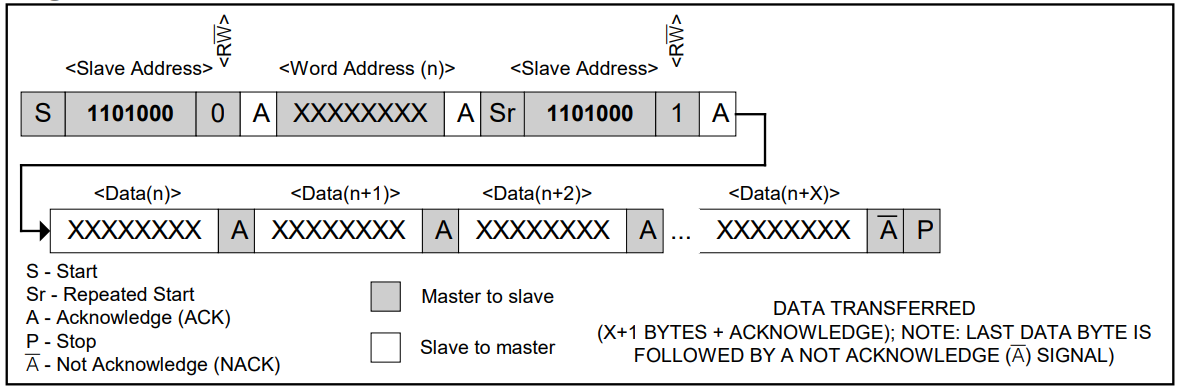 <RW̅> <RW̅>
<Slave Address> <Word Address (n)> <Slave Address>
S 1101000 0 A XXXXXXXX A Sr 1101000 1 A
<Data(n)> <Data(n+1)> <Data(n+2)> <Data(n+X)>
XXXXXXXX A XXXXXXXX A XXXXXXXX A ... XXXXXXXX A̅ P
S - Start
Sr - Repeated Start
A - Acknowledge (ACK)
P - Stop
A̅ - Not Acknowledge (NACK)
Master to slave
Slave to master
DATA TRANSFERRED
(X+1 BYTES + ACKNOWLEDGE); NOTE: LAST DATA BYTE IS
FOLLOWED BY A NOT ACKNOWLEDGE (A̅) SIGNAL)